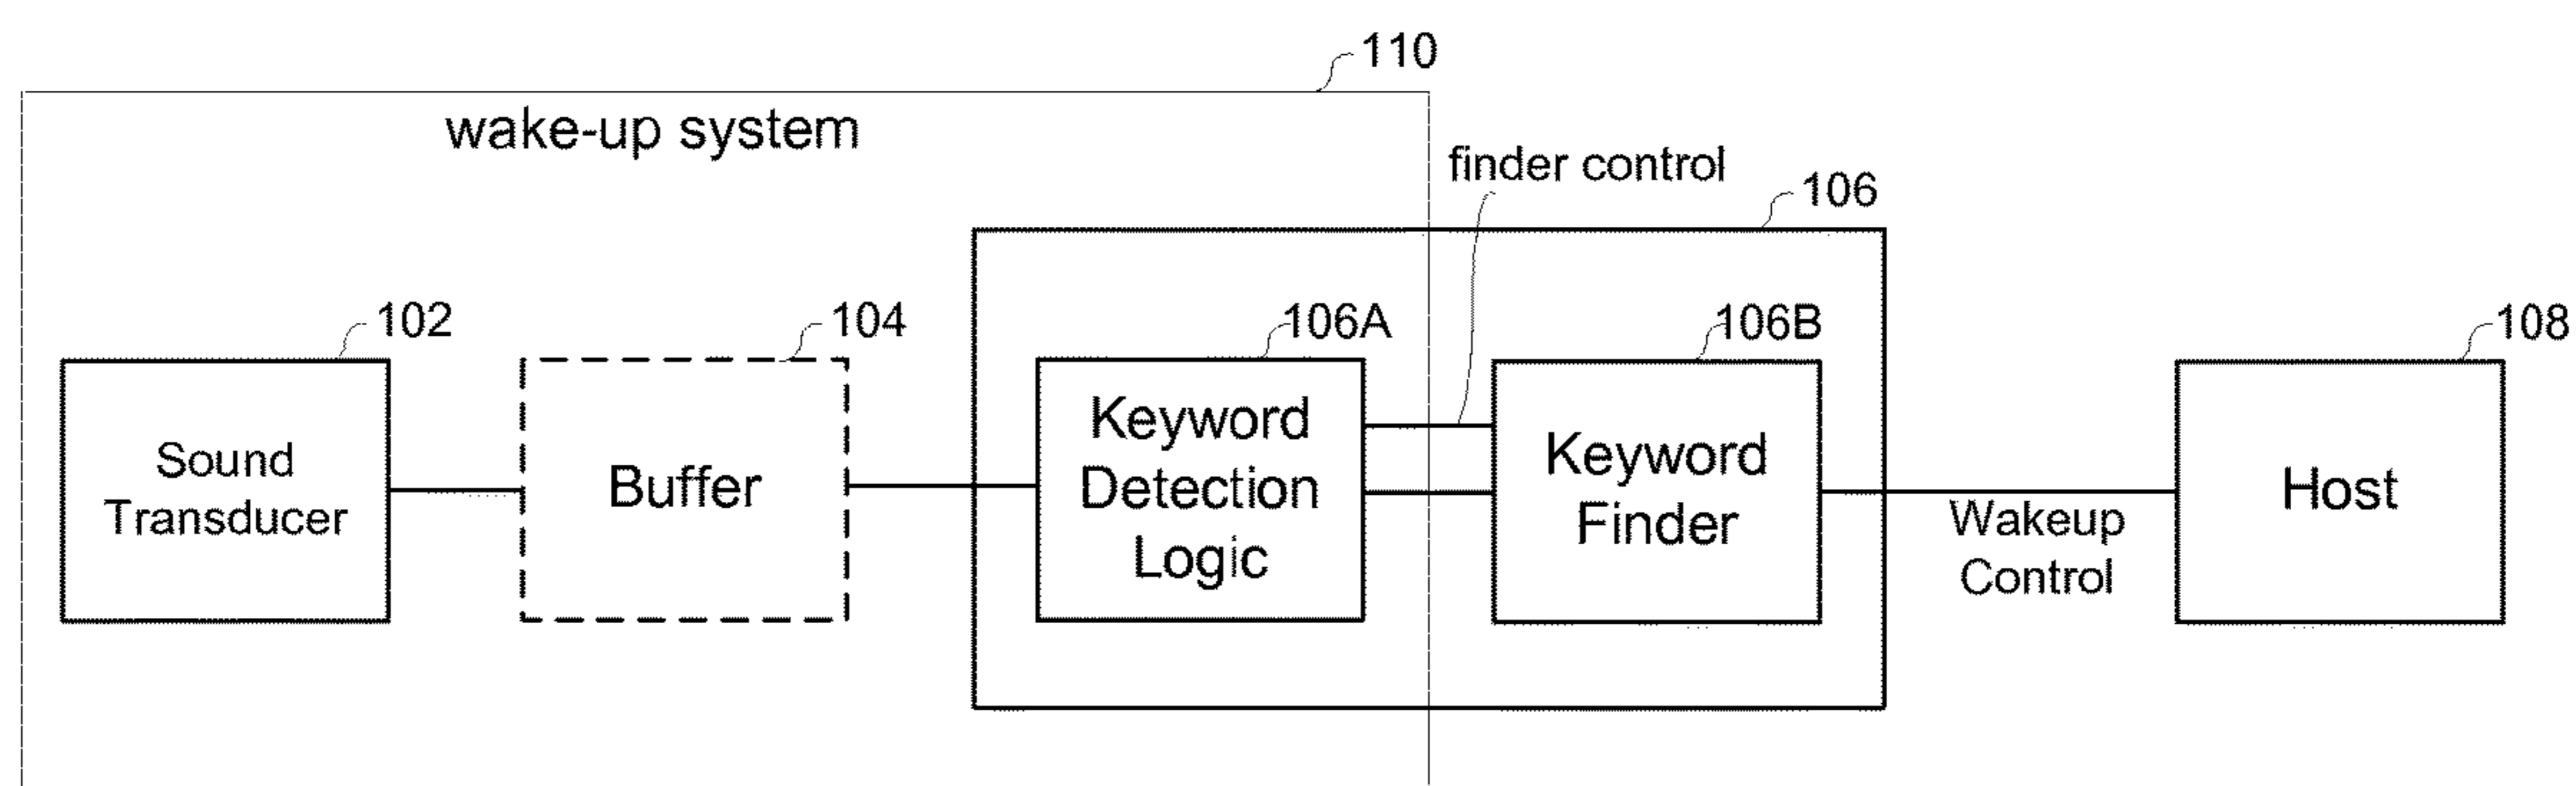 110
wake-up system
finder control
106
102
104
106A
106B
108
Sound
Transducer
Buffer
Keyword
Detection
Logic
Keyword
Finder
Wakeup
Control
Host